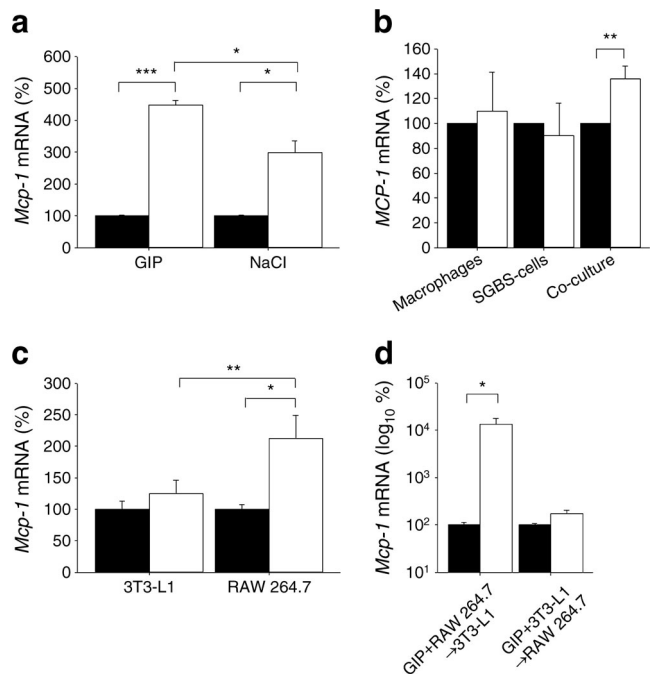 a
Mcp-1 mRNA (%)
600
500
400
300
200
100
0
***
*
*
GIP
NaCl
b
MCP-1 mRNA (%)
160
140
120
100
80
60
40
20
0
**
Macrophages
SGBS-cells
Co-culture
c
Mcp-1 mRNA (%)
300
250
200
150
100
50
0
**
*
3T3-L1
RAW 264.7
d
Mcp-1 mRNA (log10 %)
10^5
10^4
10^3
10^2
10^1
*
GIP+RAW 264.7
→3T3-L1
GIP+3T3-L1
→RAW 264.7